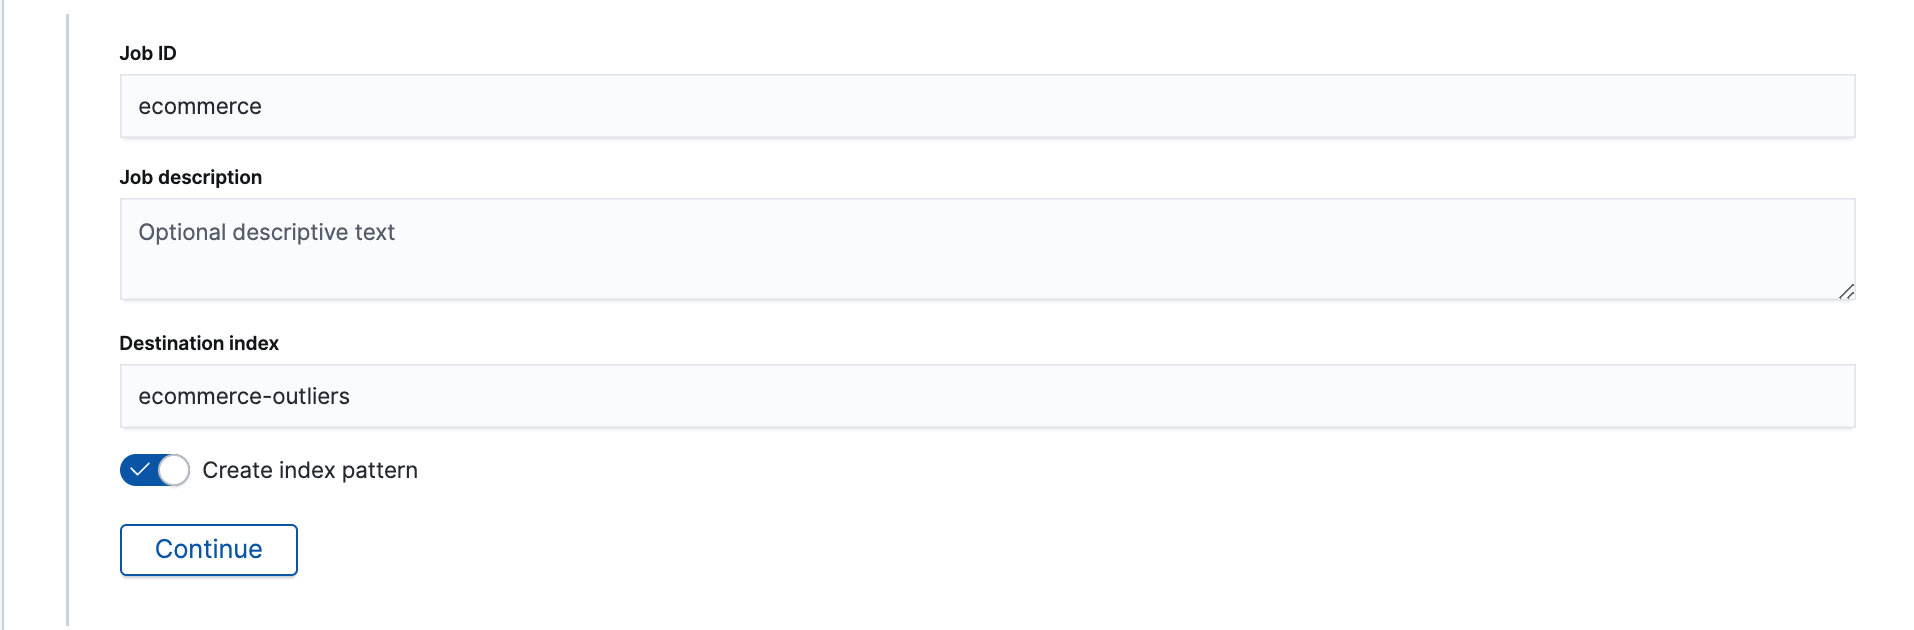 Job ID
ecommerce
Job description
Optional descriptive text
Destination index
ecommerce-outliers
Create index pattern
Continue